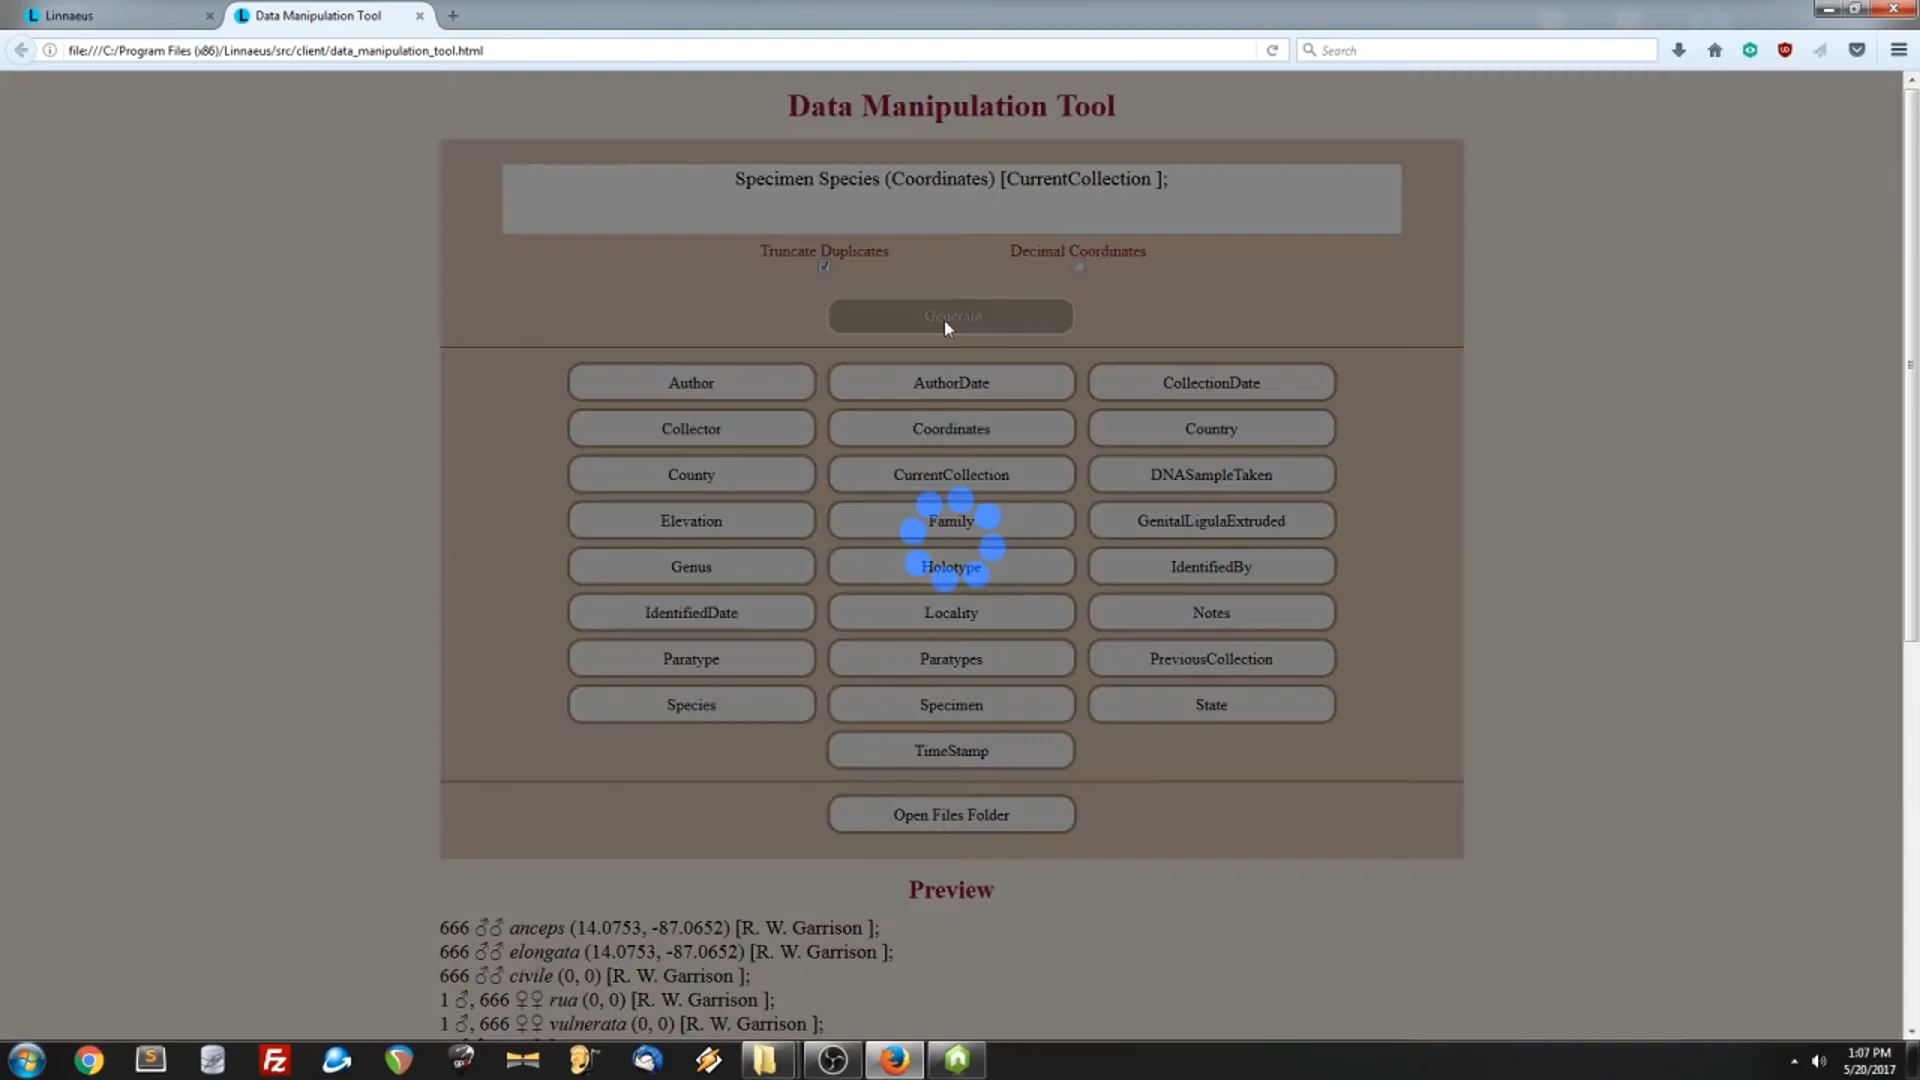 Linnaeus
Data Manipulation Tool
file:///C:/Program Files (x86)/Linnaeus/src/client/data_manipulation_tool.html
Search
Data Manipulation Tool
Specimen Species (Coordinates) [CurrentCollection ];
Truncate Duplicates
Decimal Coordinates
Generate
Author AuthorDate CollectionDate
Collector Coordinates Country
County CurrentCollection DNASampleTaken
Elevation Family GenitalLigulaExtruded
Genus Holotype IdentifiedBy
IdentifiedDate Locality Notes
Paratype Paratypes PreviousCollection
Species Specimen State
TimeStamp
Open Files Folder
Preview
666 ♂♂ anceps (14.0753, -87.0652) [R. W. Garrison ];
666 ♂♂ elongata (14.0753, -87.0652) [R. W. Garrison ];
666 ♂♂ civile (0, 0) [R. W. Garrison ];
1 ♂, 666 ♀♀ rua (0, 0) [R. W. Garrison ];
1 ♂, 666 ♀♀ vulnerata (0, 0) [R. W. Garrison ];
1:07 PM
5/20/2017